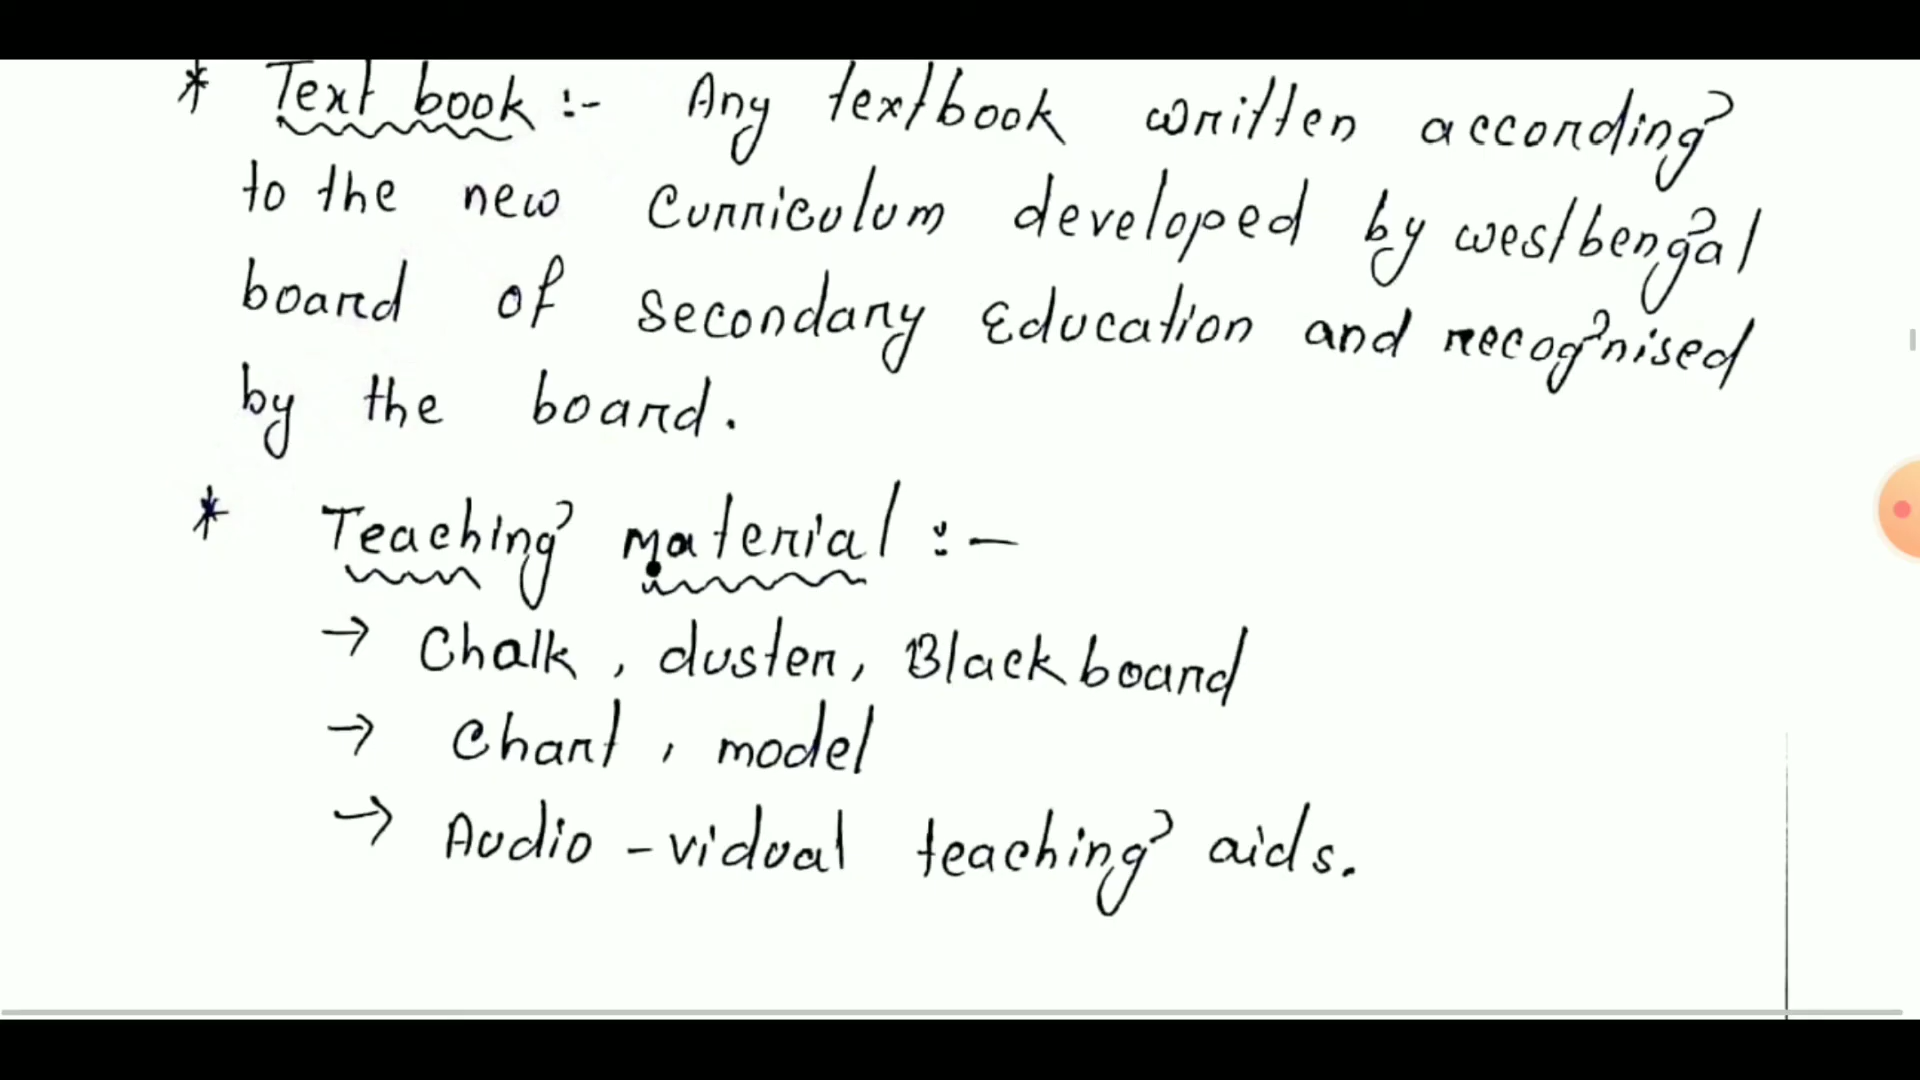 * Text book :- Any textbook written according
to the new Curriculum developed by westbengal
board of Secondary Education and recognised
by the board.
* Teaching material :-
→ Chalk, duster, Blackboard
→ Chart, model
→ Audio-vidual teaching aids.